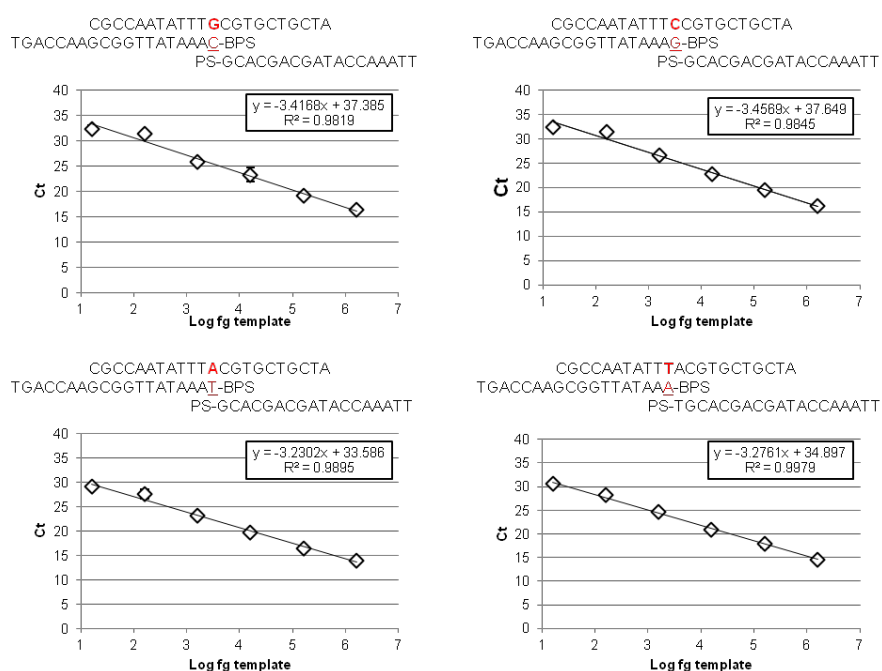 CGCCAATATTTGCGTGCTGCTA
TGACCAAGCGGTTATAAAC-BPS
PS-GCACGACGATACCAAATT
40
35
30
25
20
15
10
5
0
Ct
y = -3.4168x + 37.385
R² = 0.9819
1 2 3 4 5 6 7
Log fg template
CGCCAATATTTCCGTGCTGCTA
TGACCAAGCGGTTATAAAG-BPS
PS-GCACGACGATACCAAATT
40
35
30
25
20
15
10
5
0
Ct
y = -3.4569x + 37.649
R² = 0.9845
1 2 3 4 5 6 7
Log fg template
CGCCAATATTTACGTGCTGCTA
TGACCAAGCGGTTATAAAT-BPS
PS-GCACGACGATACCAAATT
40
35
30
25
20
15
10
5
0
Ct
y = -3.2302x + 33.586
R² = 0.9895
1 2 3 4 5 6 7
Log fg template
CGCCAATATTTACGTGCTGCTA
TGACCAAGCGGTTATAAA-BPS
PS-TGCACGACGATACCAAATT
40
35
30
25
20
15
10
5
0
Ct
y = -3.2761x + 34.897
R² = 0.9979
1 2 3 4 5 6 7
Log fg template